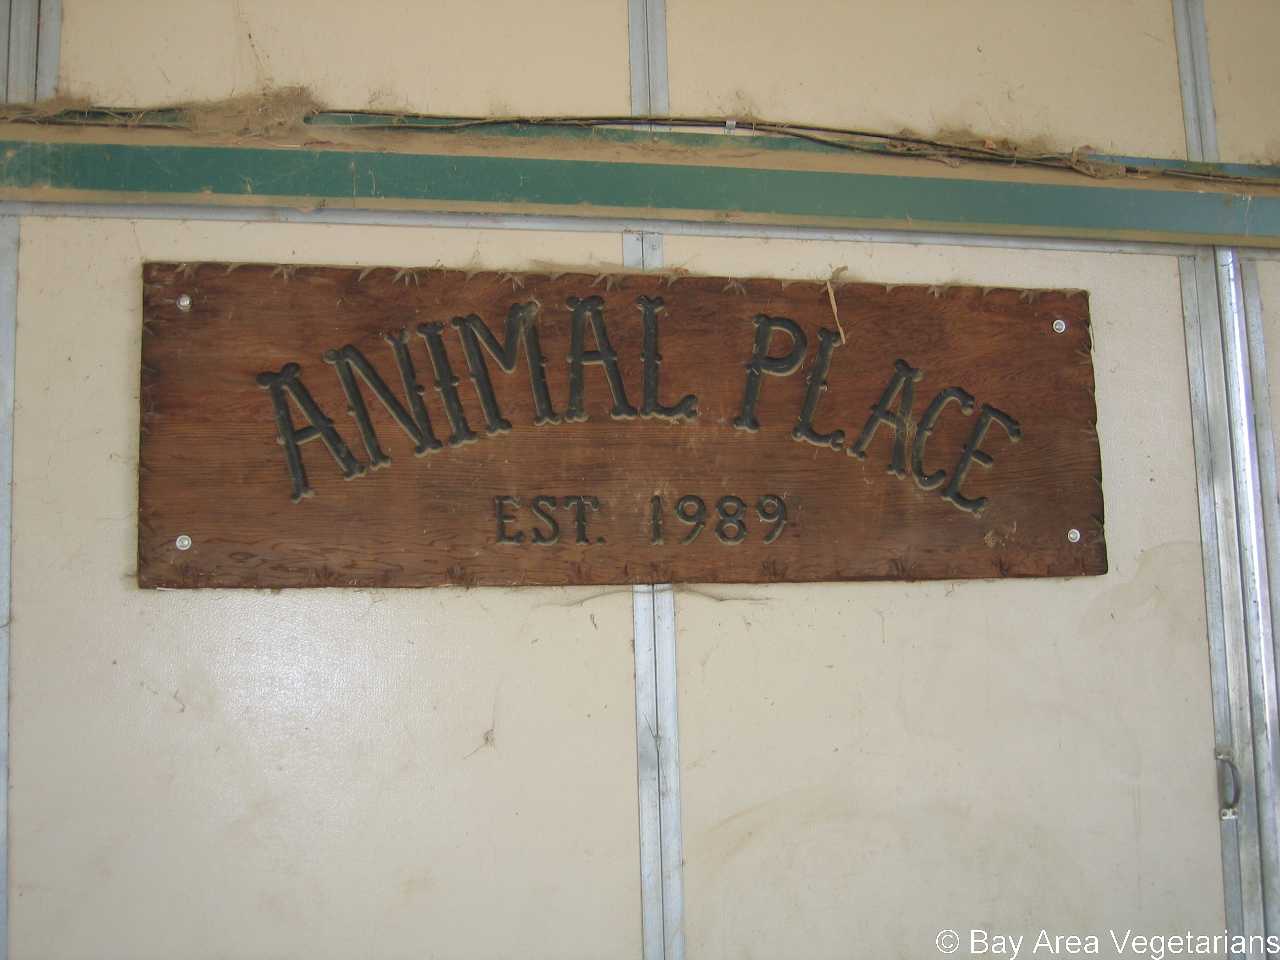 ANIMAL PLACE
EST. 1989
© Bay Area Vegetarians